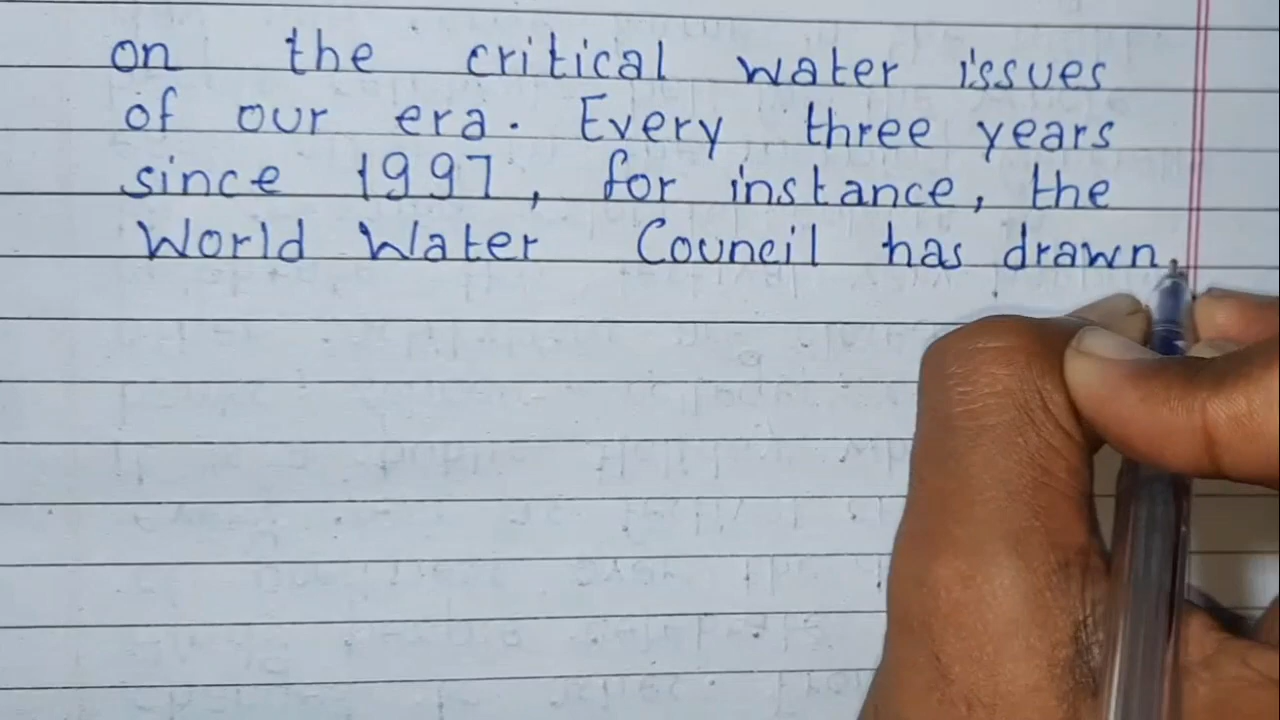 on the critical water issues
of our era. Every three years
since 1997, for instance, the
World Water Council has drawn